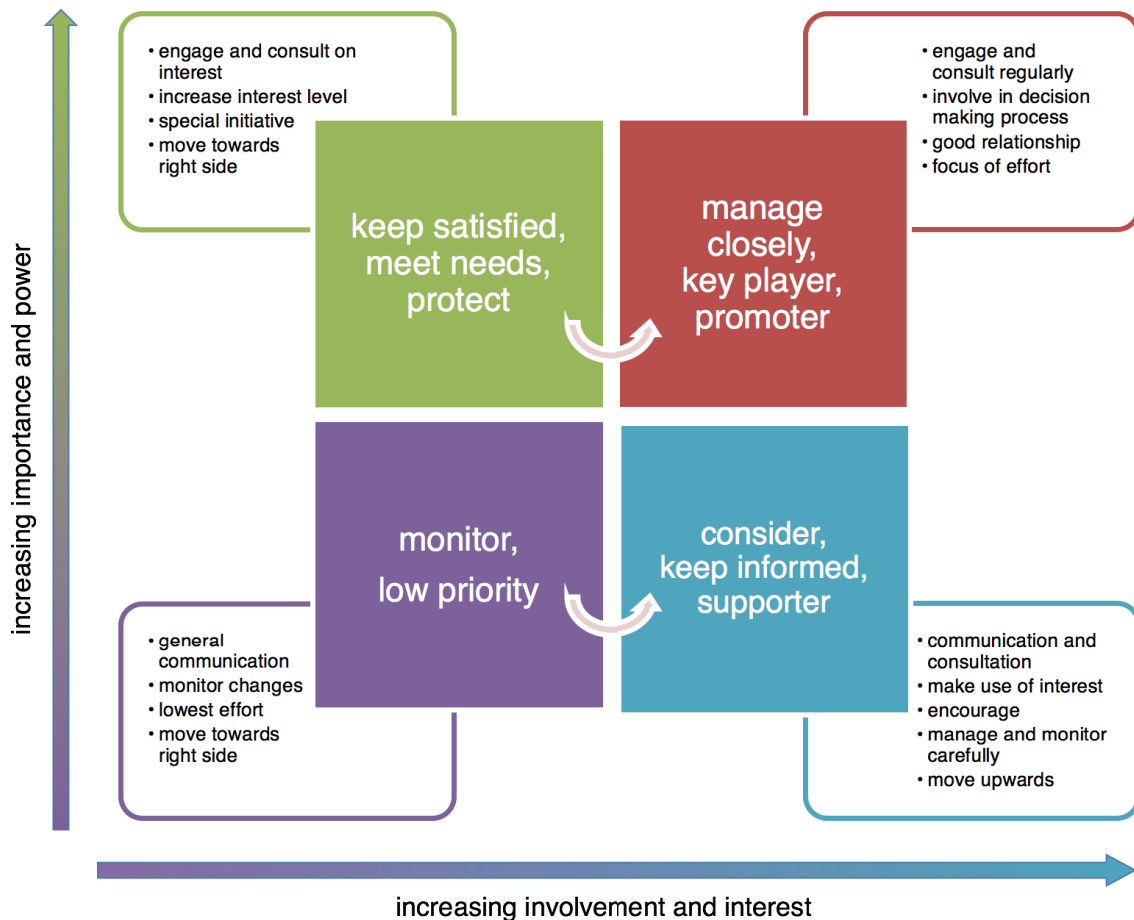 • engage and consult on
interest
• increase interest level
• special initiative
• move towards
right side
• engage and
consult regularly
• involve in decision
making process
• good relationship
• focus of effort
keep satisfied,
meet needs,
protect
manage
closely,
key player,
promoter
increasing importance and power
monitor,
low priority
consider,
keep informed,
supporter
• general
communication
• monitor changes
• lowest effort
• move towards
right side
• communication and
consultation
• make use of interest
• encourage
• manage and monitor
carefully
• move upwards
increasing involvement and interest